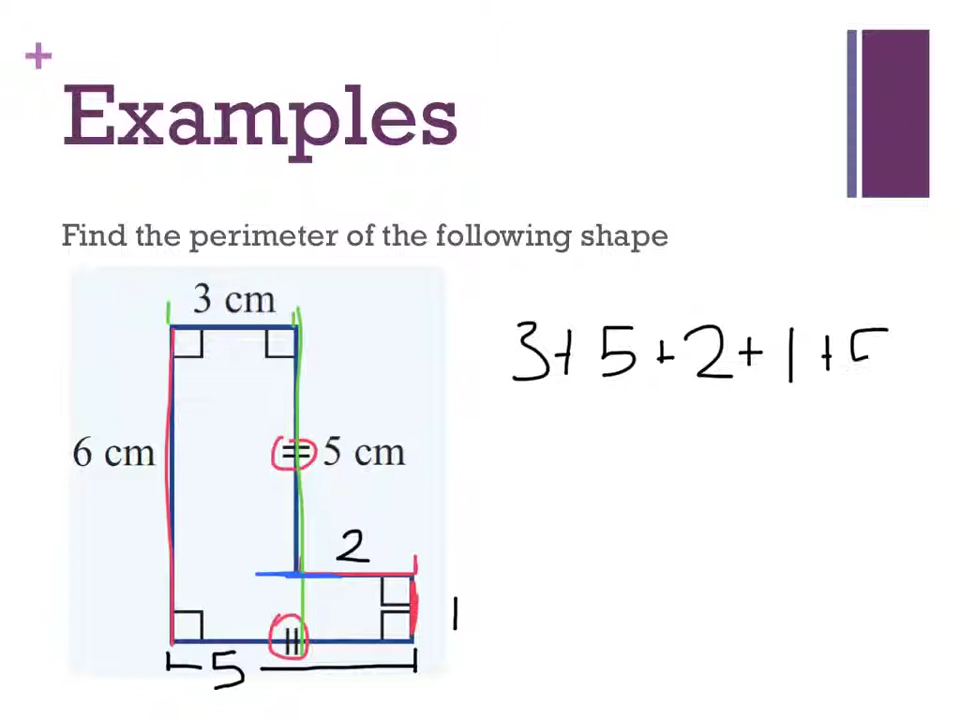 +
Examples
Find the perimeter of the following shape
3 cm
3+ 5+2+1+5
6 cm
5 cm
2
1
5